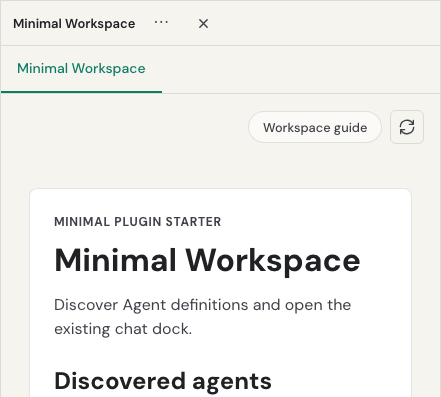 Minimal Workspace ··· ×
Minimal Workspace
Workspace guide
MINIMAL PLUGIN STARTER
Minimal Workspace
Discover Agent definitions and open the
existing chat dock.
Discovered agents